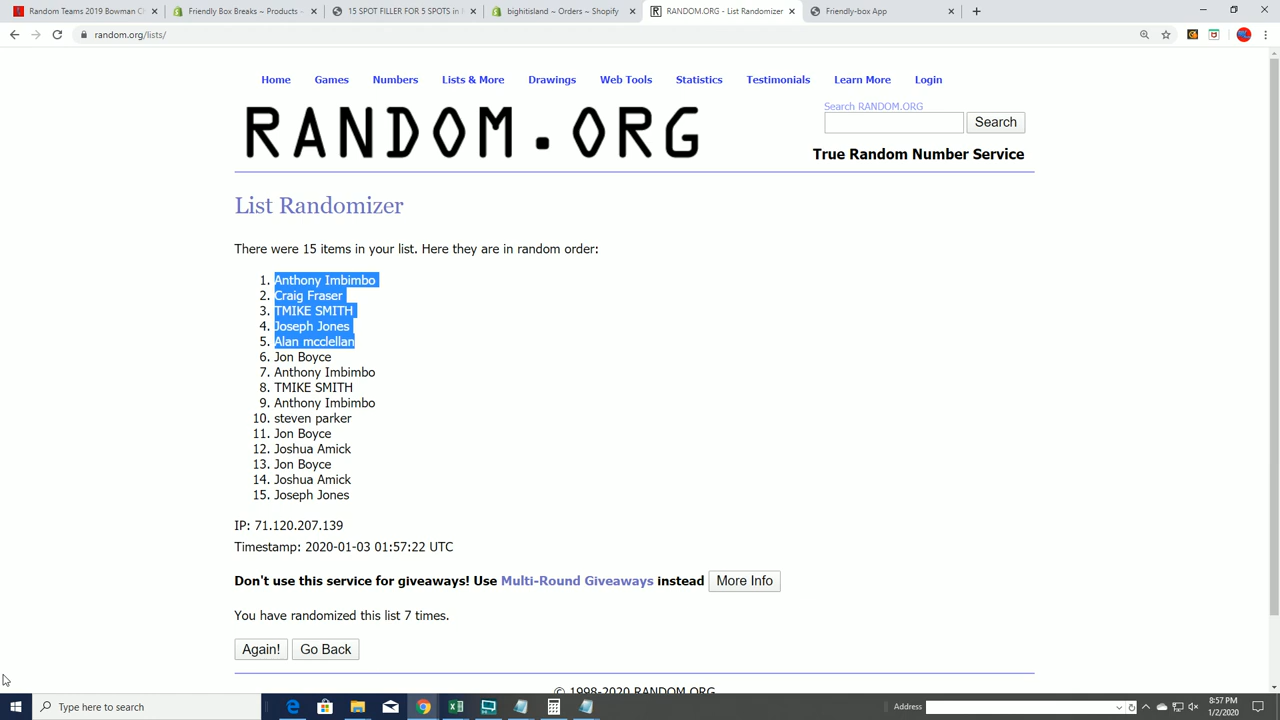 Random Teams 2019 Bowman C
Friendly Box Breaks ~ Products ~
15 SPOT FILLER FOR 5 SPOTS in
bighitisland ~ Orders ~ Shopify
RANDOM.ORG - List Randomizer
Friendly-box App
random.org/lists/
Home Games Numbers Lists & More Drawings Web Tools Statistics Testimonials Learn More Login
RANDOM.ORG
Search RANDOM.ORG
Search
True Random Number Service
List Randomizer
There were 15 items in your list. Here they are in random order:
1. Anthony Imbimbo
2. Craig Fraser
3. TMIKE SMITH
4. Joseph Jones
5. Alan mcclellan
6. Jon Boyce
7. Anthony Imbimbo
8. TMIKE SMITH
9. Anthony Imbimbo
10. steven parker
11. Jon Boyce
12. Joshua Amick
13. Jon Boyce
14. Joshua Amick
15. Joseph Jones
IP: 71.120.207.139
Timestamp: 2020-01-03 01:57:22 UTC
Don't use this service for giveaways! Use Multi-Round Giveaways instead More Info
You have randomized this list 7 times.
Again! Go Back
© 1998-2020 RANDOM.ORG
Type here to search
Address
8:57 PM
1/2/2020